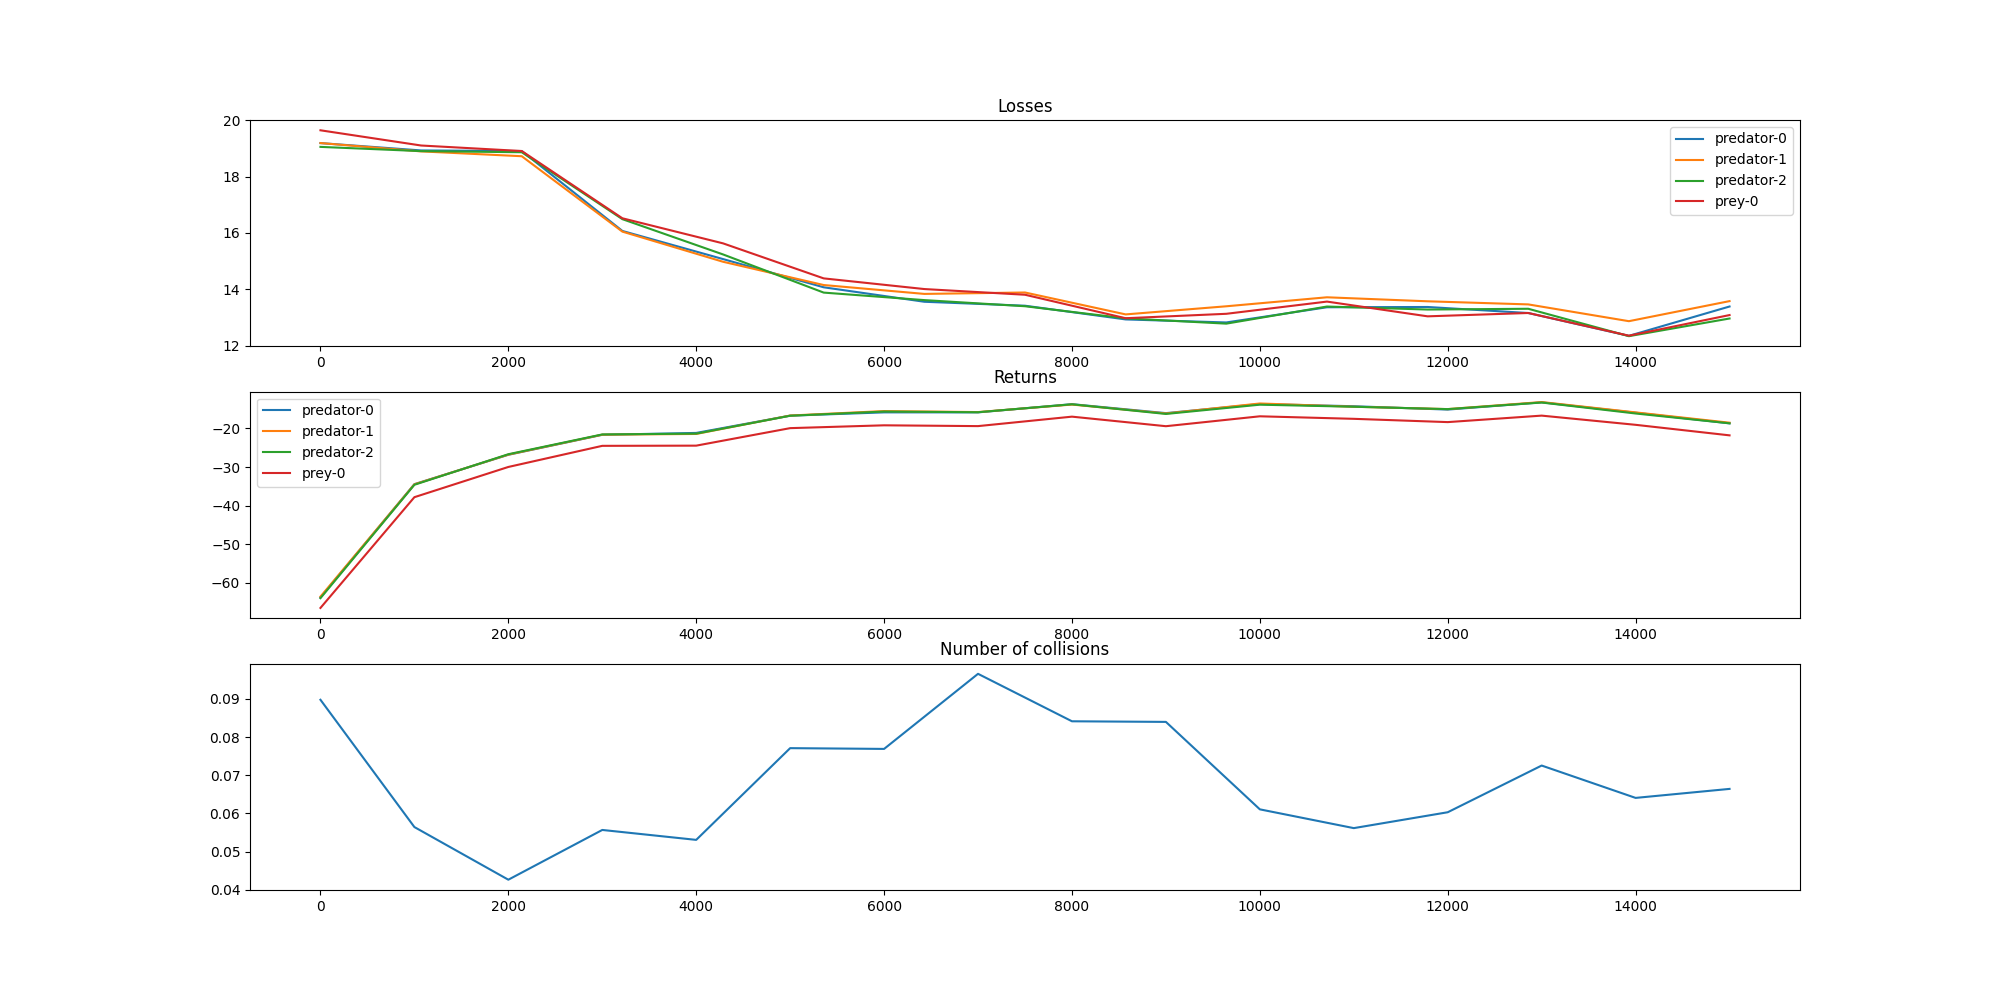 Losses
20
18
16
14
12
predator-0
predator-1
predator-2
prey-0
0 2000 4000 6000 8000 10000 12000 14000
Returns
−20
−30
−40
−50
−60
predator-0
predator-1
predator-2
prey-0
0 2000 4000 6000 8000 10000 12000 14000
Number of collisions
0.09
0.08
0.07
0.06
0.05
0.04
0 2000 4000 6000 8000 10000 12000 14000